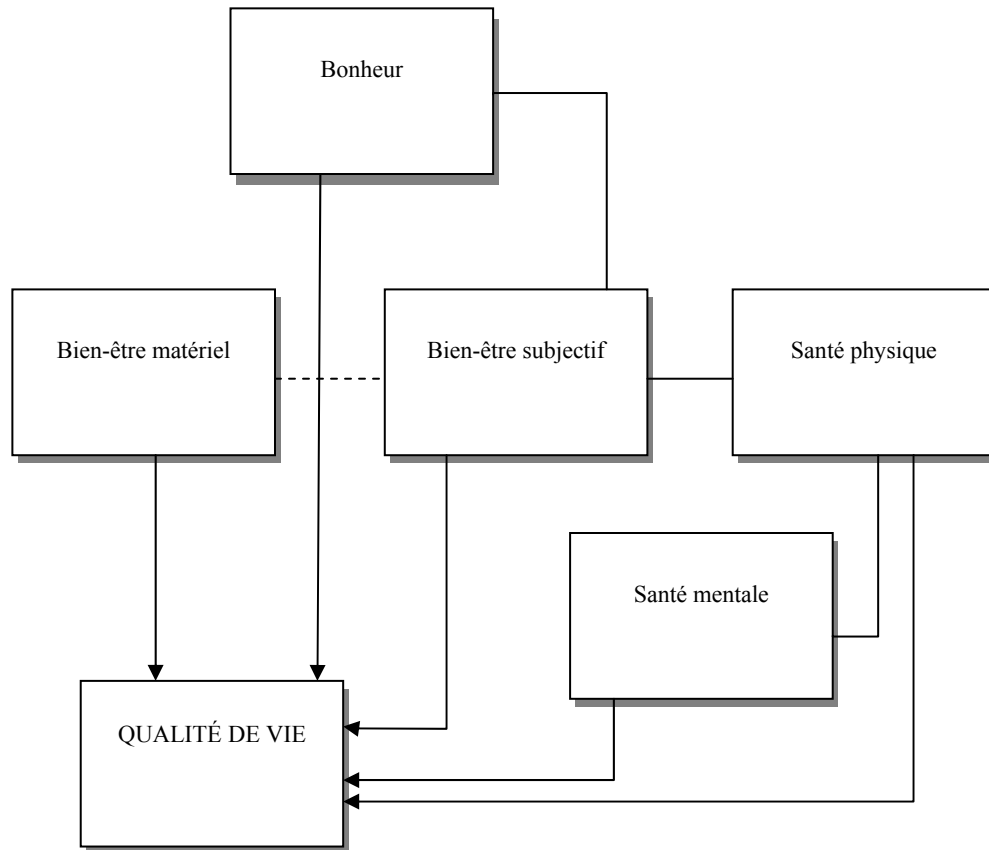 Bonheur
Bien-être matériel
Bien-être subjectif
Santé physique
Santé mentale
QUALITÉ DE VIE